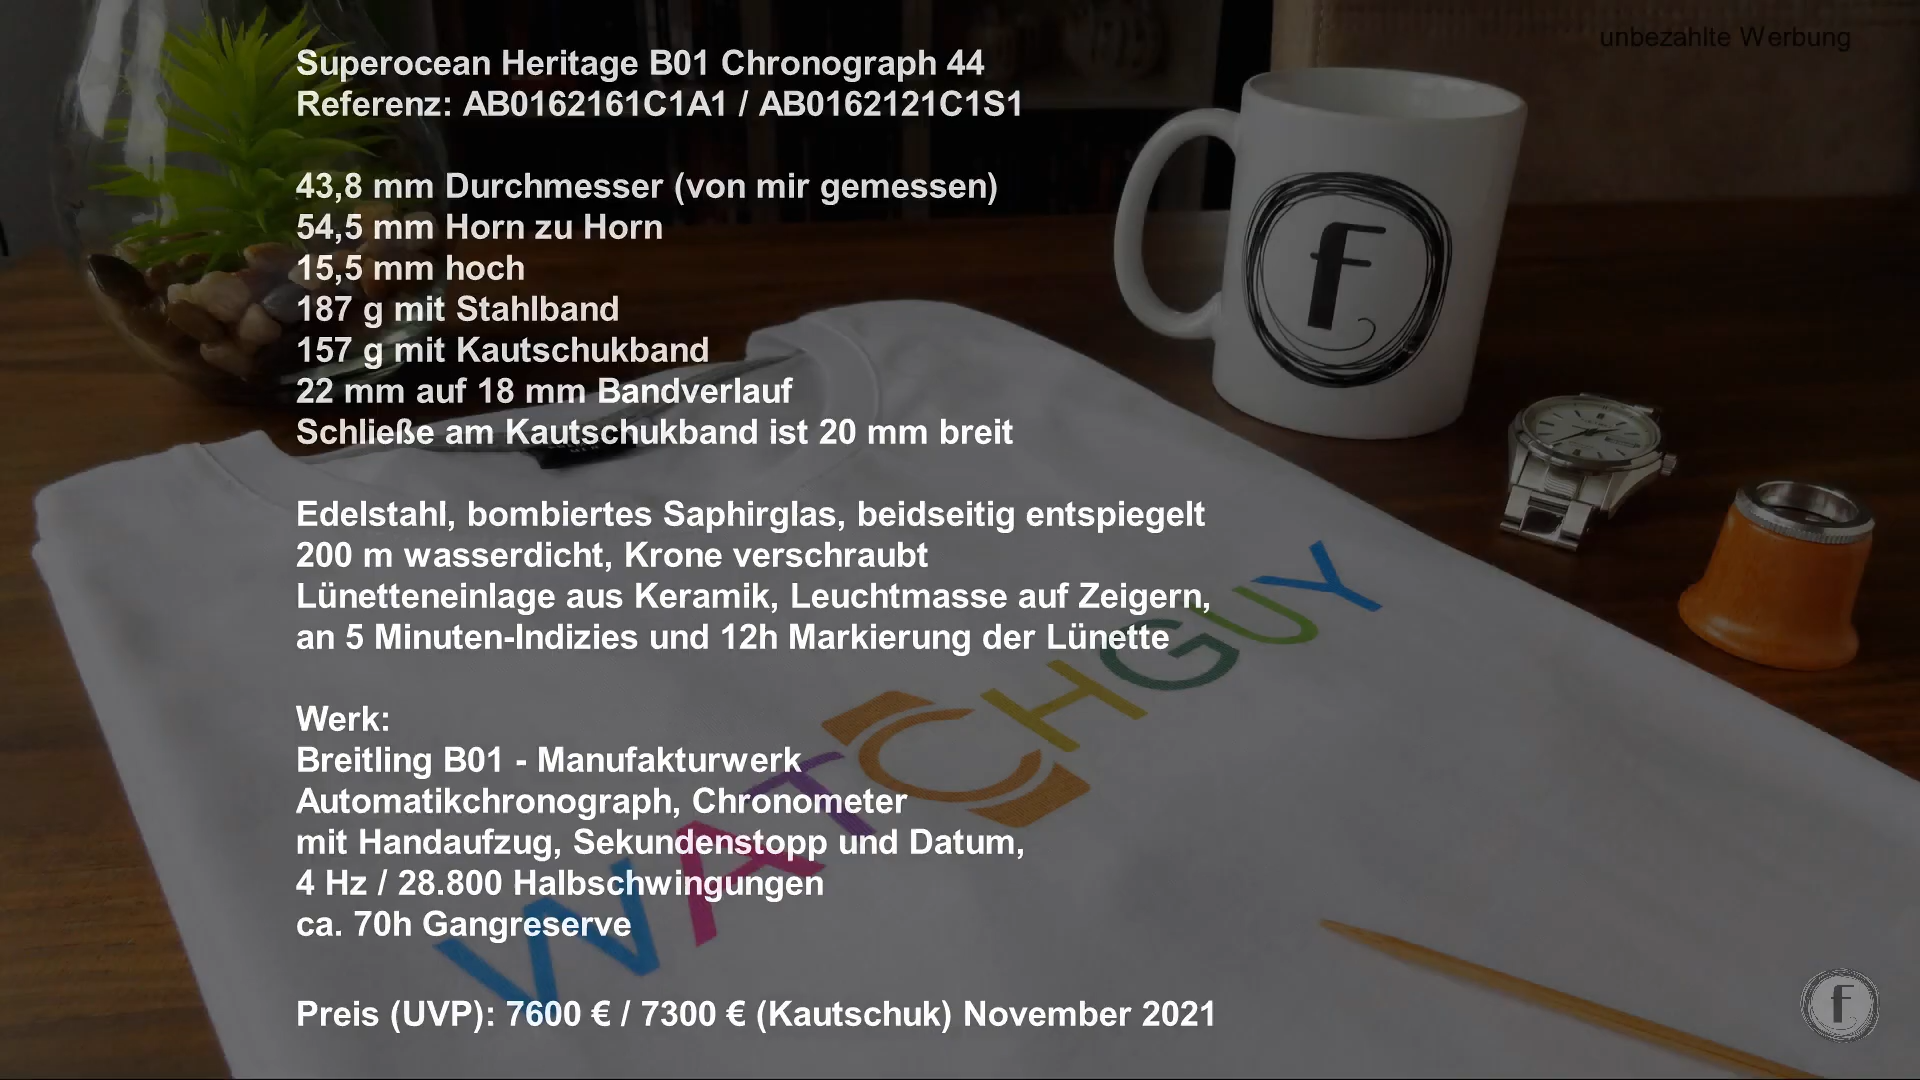 unbezahlte Werbung
Superocean Heritage B01 Chronograph 44
Referenz: AB0162161C1A1 / AB0162121C1S1
43,8 mm Durchmesser (von mir gemessen)
54,5 mm Horn zu Horn
15,5 mm hoch
187 g mit Stahlband
157 g mit Kautschukband
22 mm auf 18 mm Bandverlauf
Schließe am Kautschukband ist 20 mm breit
Edelstahl, bombiertes Saphirglas, beidseitig entspiegelt
200 m wasserdicht, Krone verschraubt
Lünetteneinlage aus Keramik, Leuchtmasse auf Zeigern,
an 5 Minuten-Indizies und 12h Markierung der Lünette
Werk:
Breitling B01 - Manufakturwerk
Automatikchronograph, Chronometer
mit Handaufzug, Sekundenstopp und Datum,
4 Hz / 28.800 Halbschwingungen
ca. 70h Gangreserve
Preis (UVP): 7600 € / 7300 € (Kautschuk) November 2021
WATCHGUY
f
f